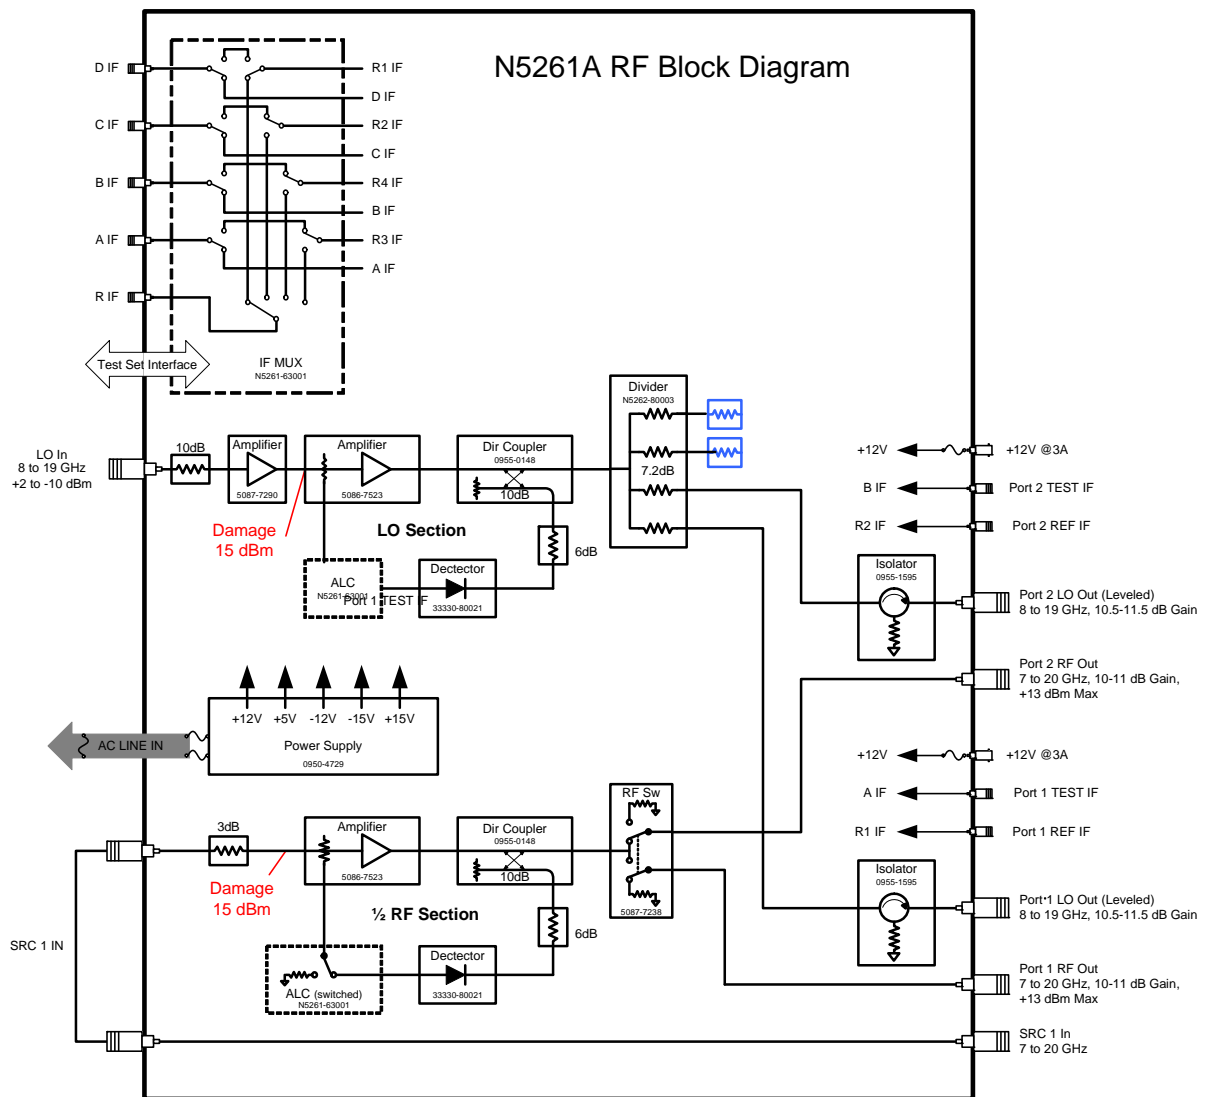 N5261A RF Block Diagram
D IF
R1 IF
D IF
C IF
R2 IF
C IF
B IF
R4 IF
B IF
A IF
R3 IF
A IF
R IF
Test Set Interface
IF MUX
N5261-63001
LO In
8 to 19 GHz
+2 to -10 dBm
10dB
Amplifier
5087-7290
Amplifier
5086-7523
Dir Coupler
0955-0148
10dB
Divider
N5262-80003
7.2dB
Damage
15 dBm
LO Section
6dB
ALC
N5261-63001
Port 1 TEST IF
Dectector
33330-80021
+12V
+12V @3A
B IF
Port 2 TEST IF
R2 IF
Port 2 REF IF
Isolator
0955-1595
Port 2 LO Out (Leveled)
8 to 19 GHz, 10.5-11.5 dB Gain
Port 2 RF Out
7 to 20 GHz, 10-11 dB Gain,
+13 dBm Max
+12V +5V -12V -15V +15V
Power Supply
0950-4729
AC LINE IN
+12V
+12V @3A
A IF
Port 1 TEST IF
R1 IF
Port 1 REF IF
3dB
Amplifier
5086-7523
Dir Coupler
0955-0148
10dB
RF Sw
5087-7238
Damage
15 dBm
½ RF Section
6dB
SRC 1 IN
ALC (switched)
N5261-63001
Dectector
33330-80021
Isolator
0955-1595
Port 1 LO Out (Leveled)
8 to 19 GHz, 10.5-11.5 dB Gain
Port 1 RF Out
7 to 20 GHz, 10-11 dB Gain,
+13 dBm Max
SRC 1 In
7 to 20 GHz